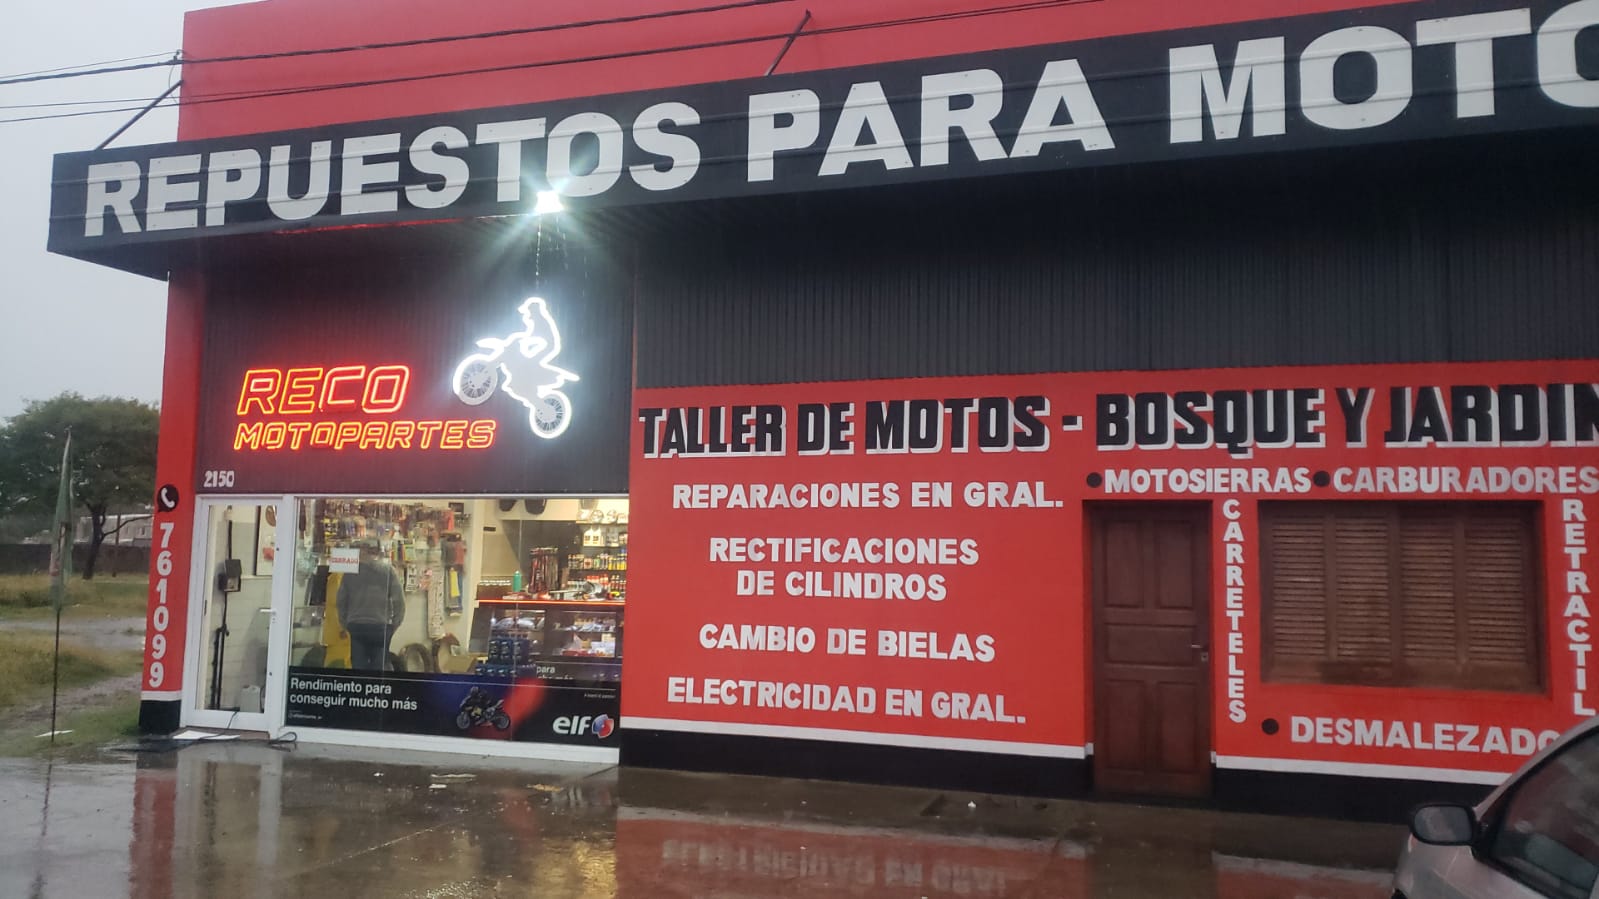 REPUESTOS PARA MOTO
RECO
MOTOPARTES
2150
761099
CERRADO
Rendimiento para
conseguir mucho más
elf
para
TALLER DE MOTOS - BOSQUE Y JARDIN
REPARACIONES EN GRAL.
RECTIFICACIONES
DE CILINDROS
CAMBIO DE BIELAS
ELECTRICIDAD EN GRAL.
•MOTOSIERRAS •CARBURADORES
CARRETELES
RETRACTIL
• DESMALEZADO